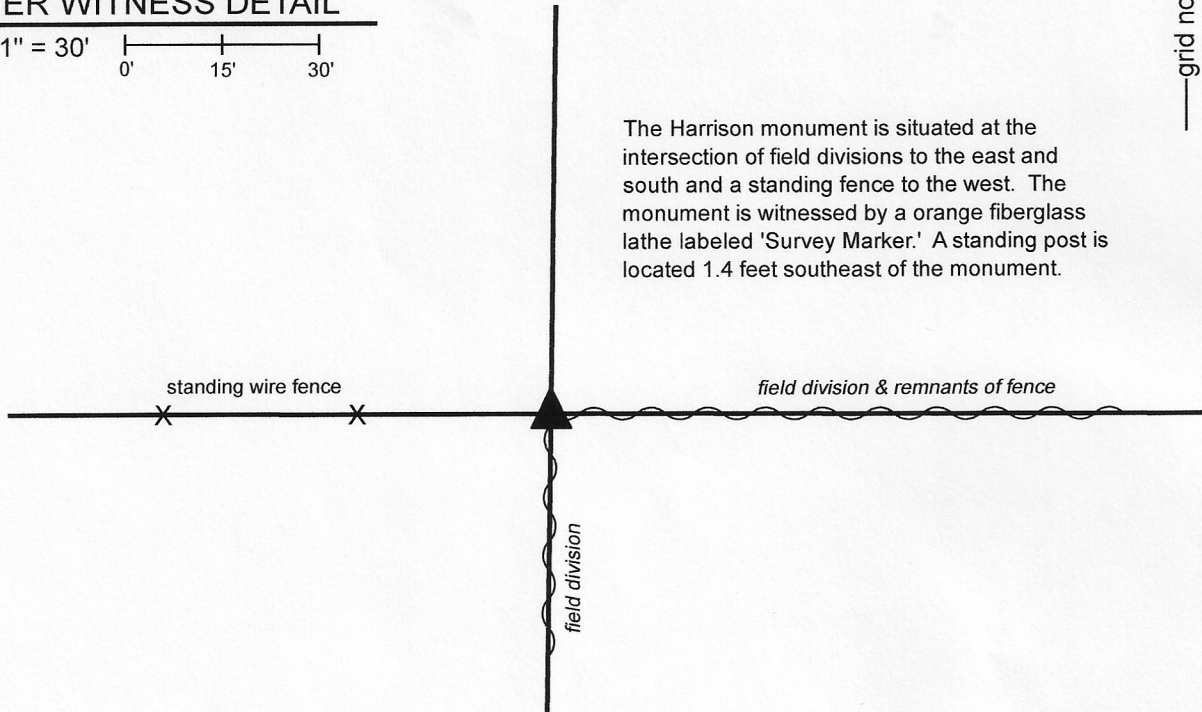 ER WITNESS DETAIL
1" = 30'
0' 15' 30'
The Harrison monument is situated at the
intersection of field divisions to the east and
south and a standing fence to the west. The
monument is witnessed by a orange fiberglass
lathe labeled 'Survey Marker.' A standing post is
located 1.4 feet southeast of the monument.
standing wire fence
X X
field division & remnants of fence
field division
grid no